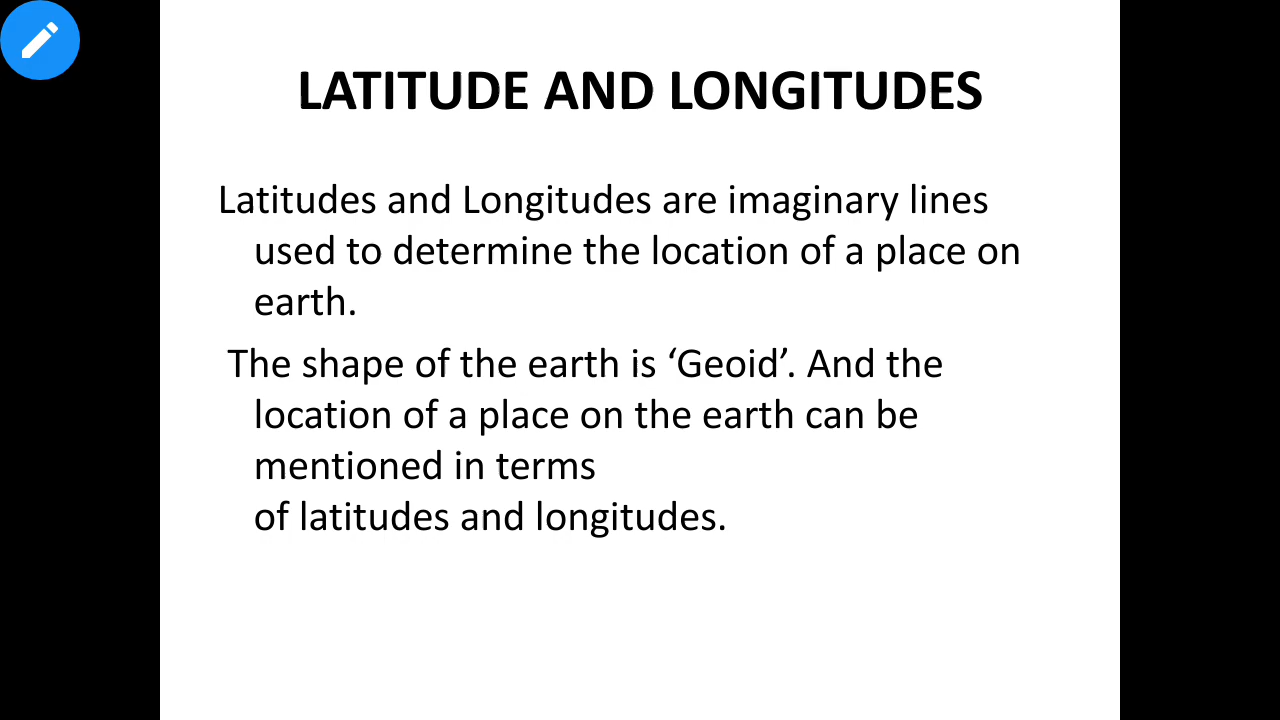 LATITUDE AND LONGITUDES
Latitudes and Longitudes are imaginary lines
used to determine the location of a place on
earth.
The shape of the earth is ‘Geoid’. And the
location of a place on the earth can be
mentioned in terms
of latitudes and longitudes.